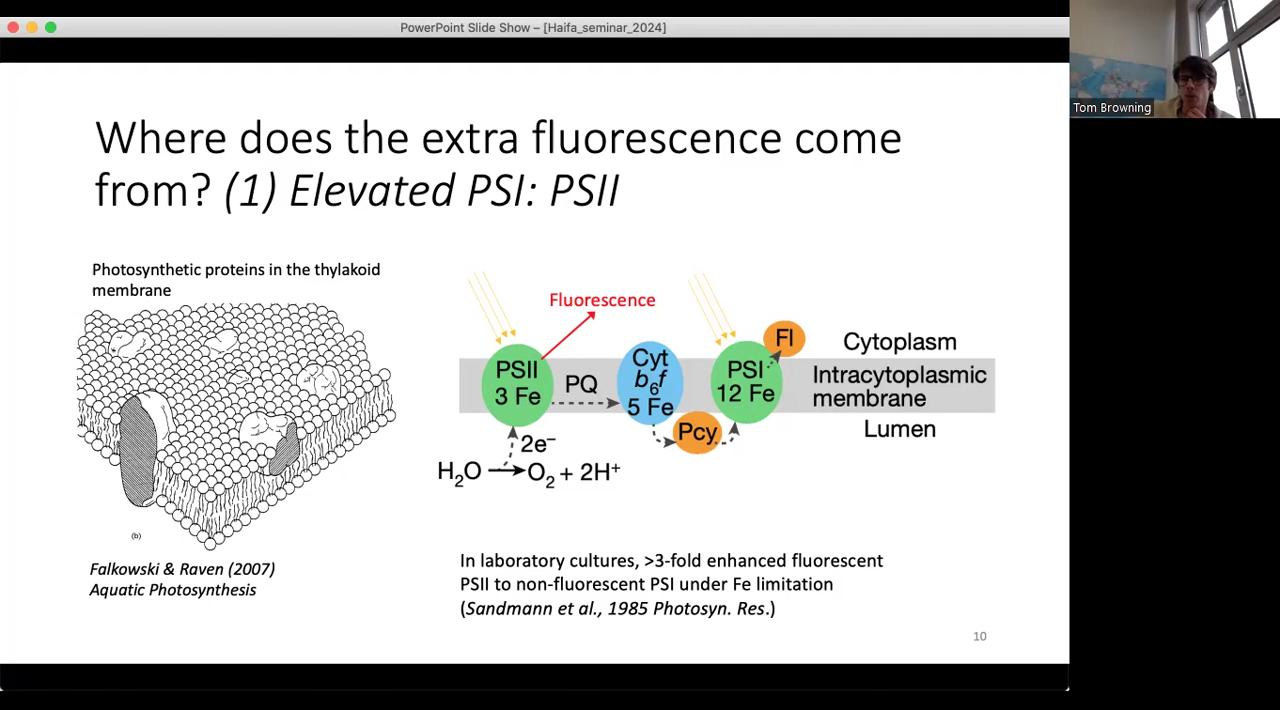 PowerPoint Slide Show – [Haifa_seminar_2024]
Tom Browning
Where does the extra fluorescence come
from? (1) Elevated PSI: PSII
Photosynthetic proteins in the thylakoid
membrane
(b)
Falkowski & Raven (2007)
Aquatic Photosynthesis
Fluorescence
PSII
3 Fe
PQ
Cyt
b₆f
5 Fe
Pcy
PSI
12 Fe
Fl
Cytoplasm
Intracytoplasmic
membrane
Lumen
2e⁻
H₂O → O₂ + 2H⁺
In laboratory cultures, >3-fold enhanced fluorescent
PSII to non-fluorescent PSI under Fe limitation
(Sandmann et al., 1985 Photosyn. Res.)
10